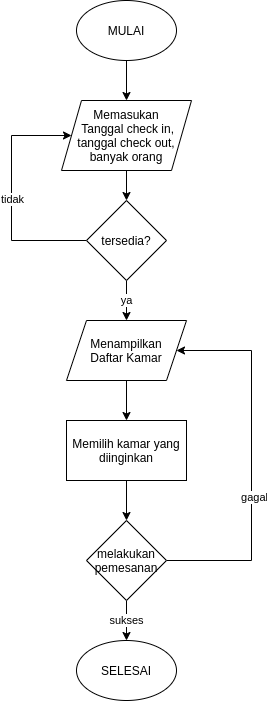 MULAI
Memasukan
Tanggal check in,
tanggal check out,
banyak orang
tidak
tersedia?
ya
Menampilkan
Daftar Kamar
Memilih kamar yang
diinginkan
gagal
melakukan
pemesanan
sukses
SELESAI